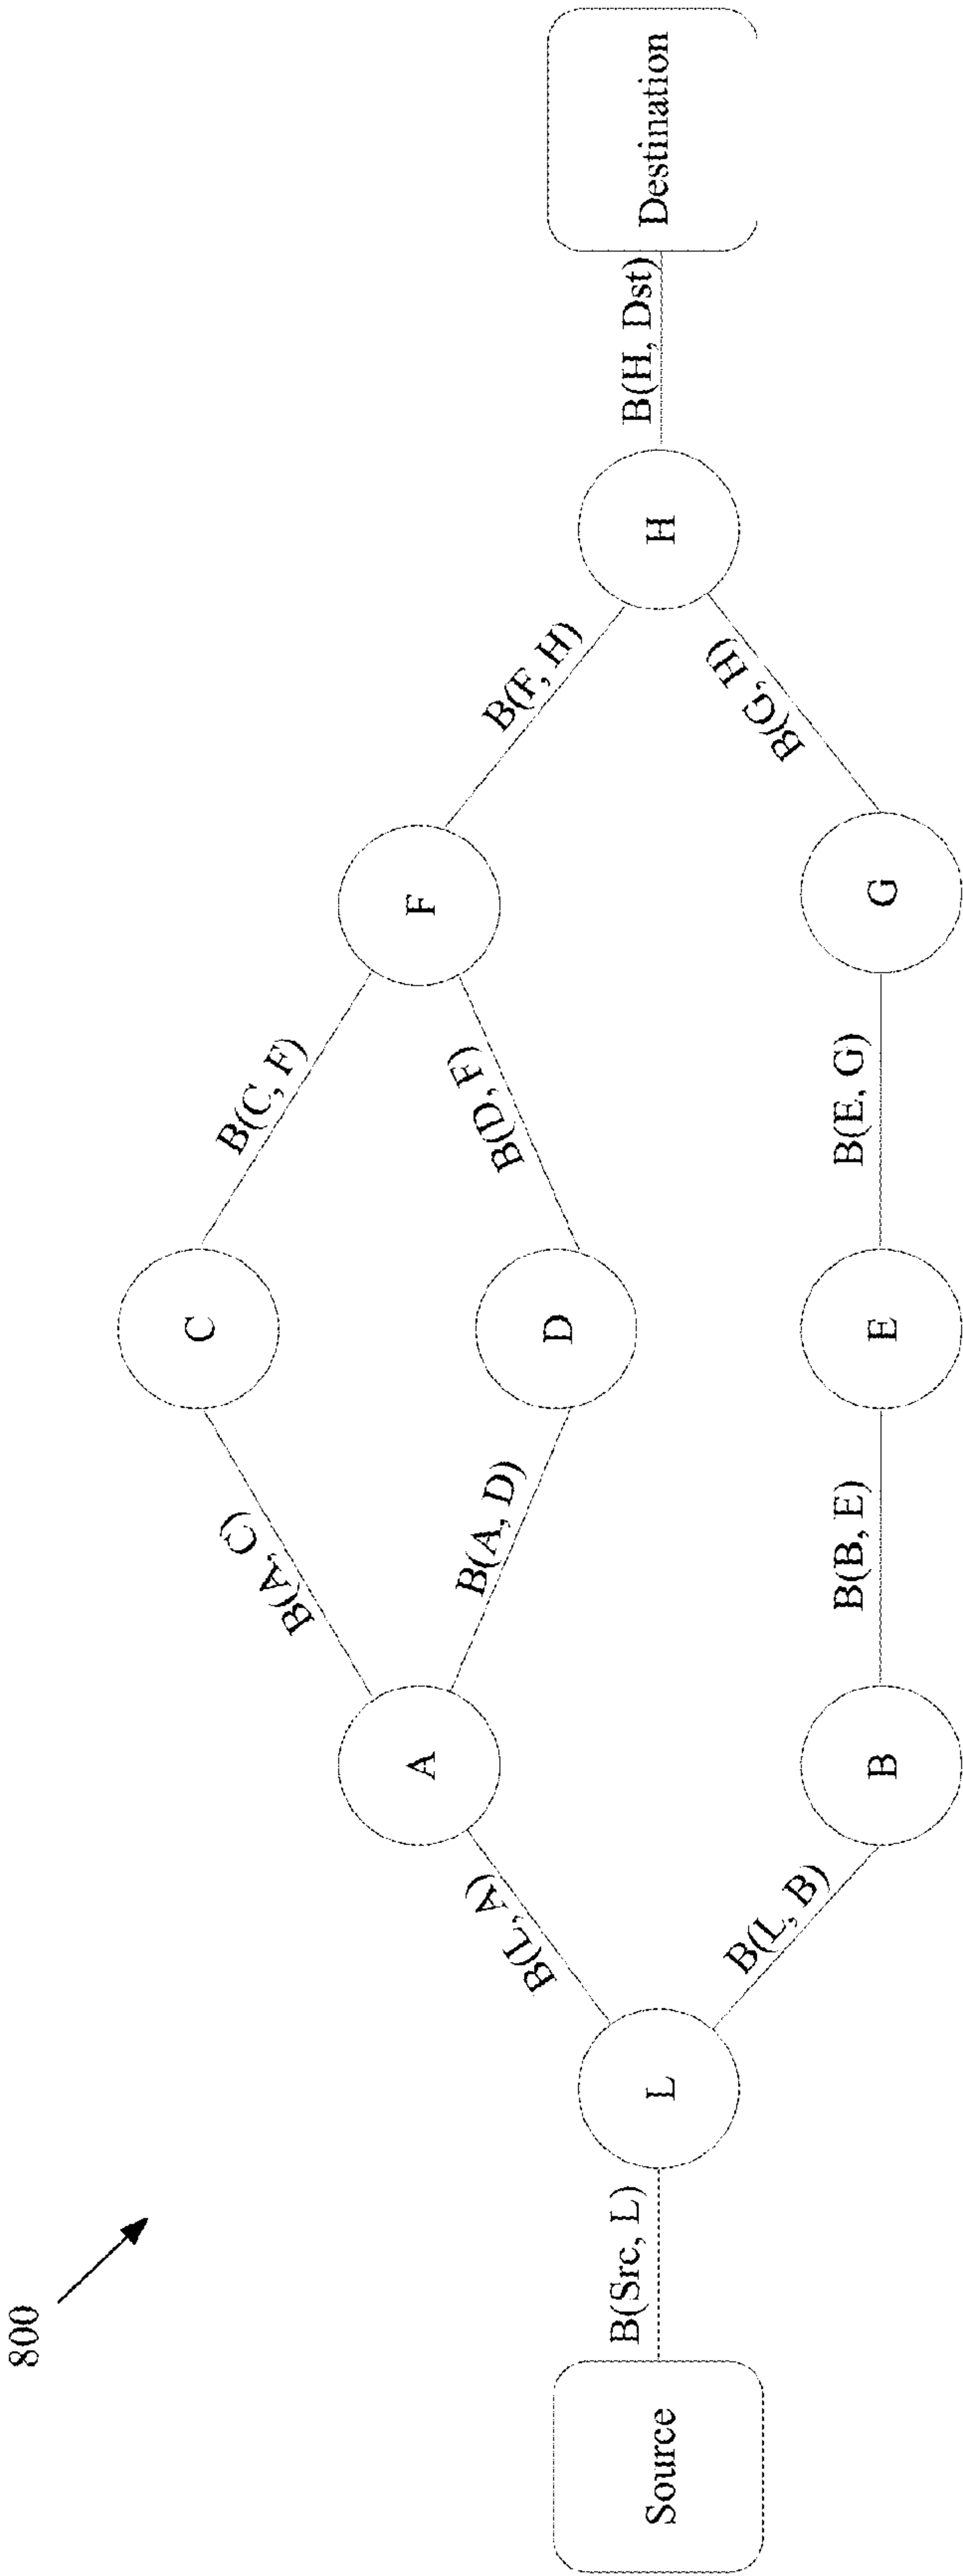 800
Source
B(Src, L)
L
B(L, A)
B(L, B)
A
B
B(A, C)
B(A, D)
B(B, E)
C
D
E
B(C, F)
B(D, F)
B(E, G)
F
G
B(F, H)
B(G, H)
H
B(H, Dst)
Destination